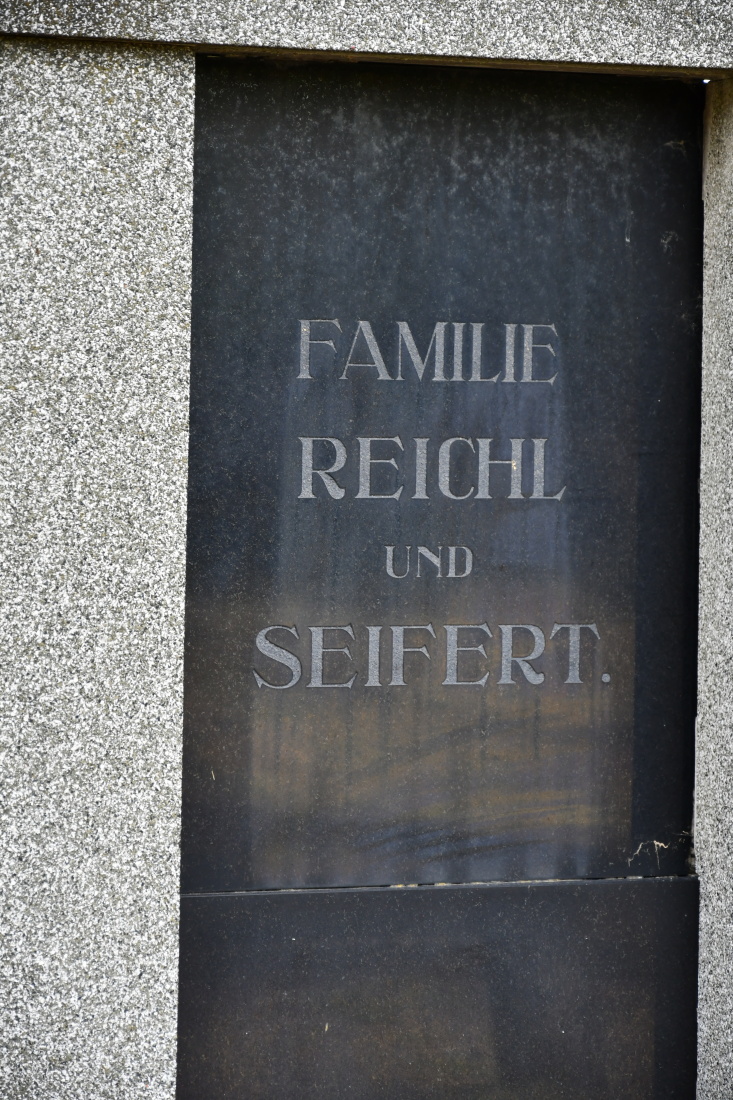 FAMILIE
REICHL
UND
SEIFERT.